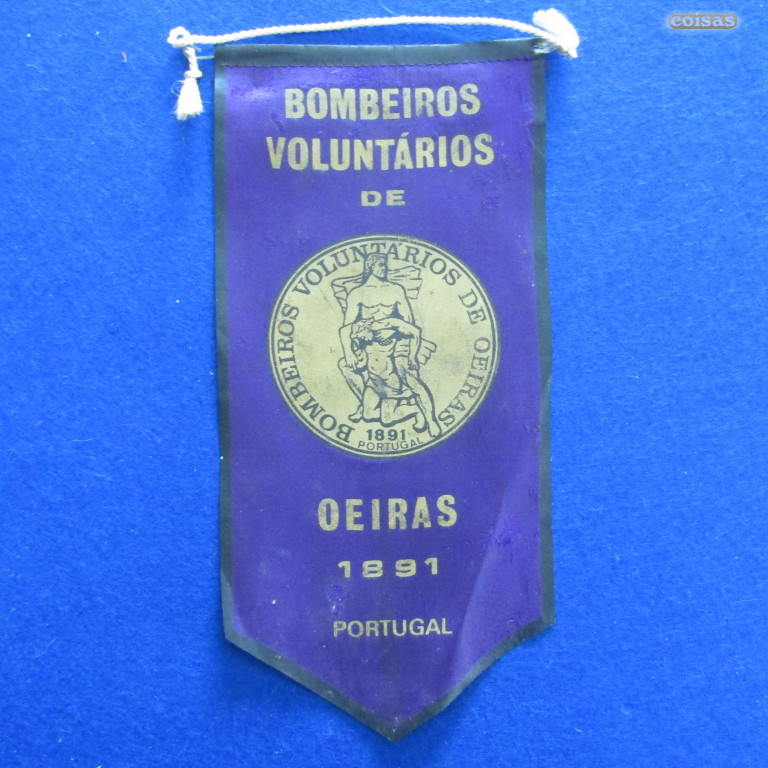 coisas
BOMBEIROS
VOLUNTÁRIOS
DE
BOMBEIROS VOLUNTÁRIOS DE OEIRAS
1891
PORTUGAL
OEIRAS
1891
PORTUGAL